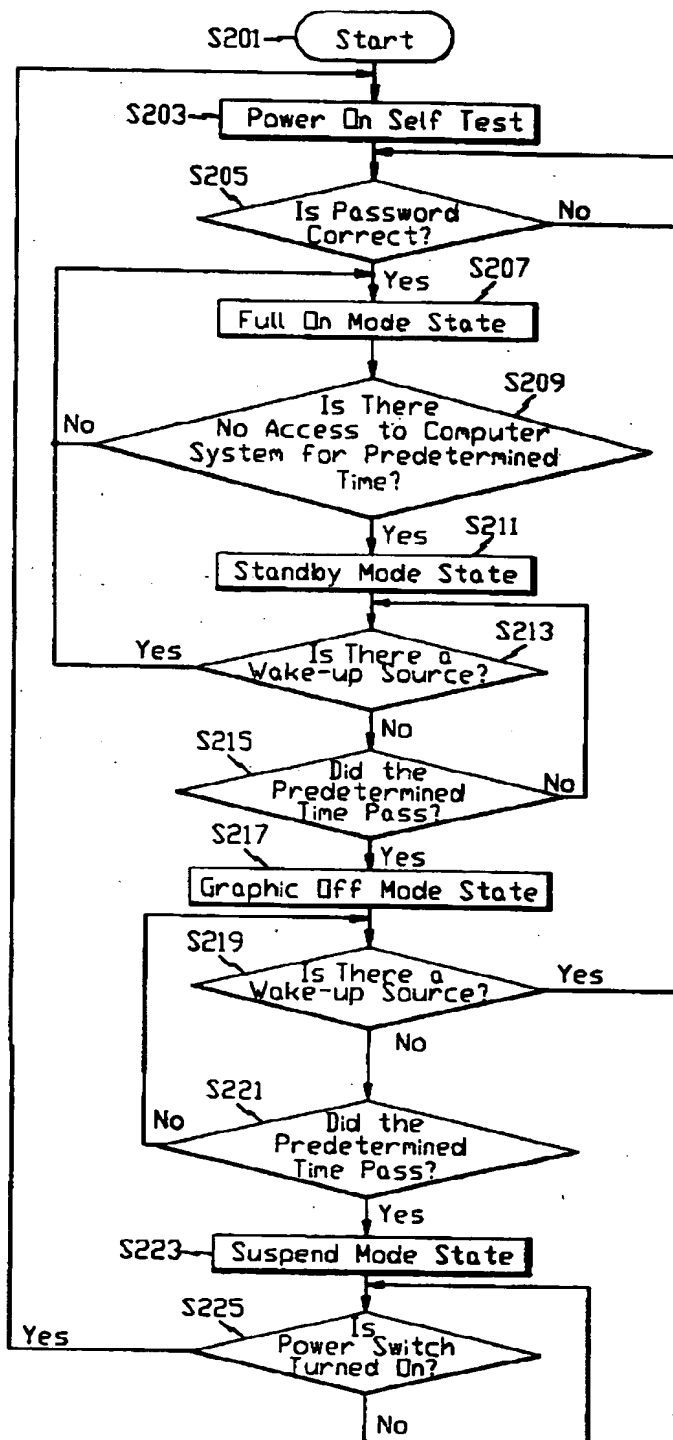 S201
Start
S203
Power On Self Test
S205
Is Password
Correct?
No
Yes
S207
Full On Mode State
S209
Is There
No Access to Computer
System for Predetermined
Time?
No
Yes
S211
Standby Mode State
S213
Is There a
Wake-up Source?
Yes
No
S215
Did the
Predetermined
Time Pass?
No
Yes
S217
Graphic Off Mode State
S219
Is There a
Wake-up Source?
Yes
No
S221
Did the
Predetermined
Time Pass?
No
Yes
S223
Suspend Mode State
S225
Is
Power Switch
Turned On?
Yes
No